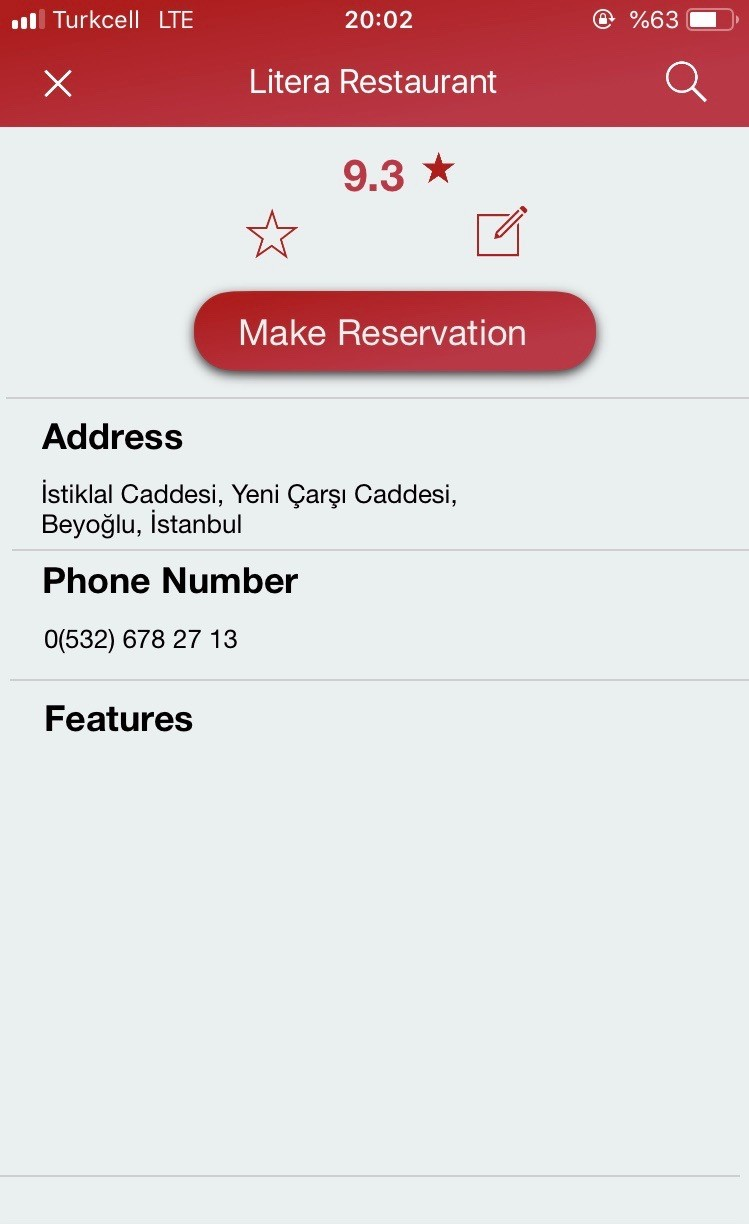 Turkcell LTE 20:02 %63
Litera Restaurant
9.3
Make Reservation
Address
İstiklal Caddesi, Yeni Çarşı Caddesi,
Beyoğlu, İstanbul
Phone Number
0(532) 678 27 13
Features